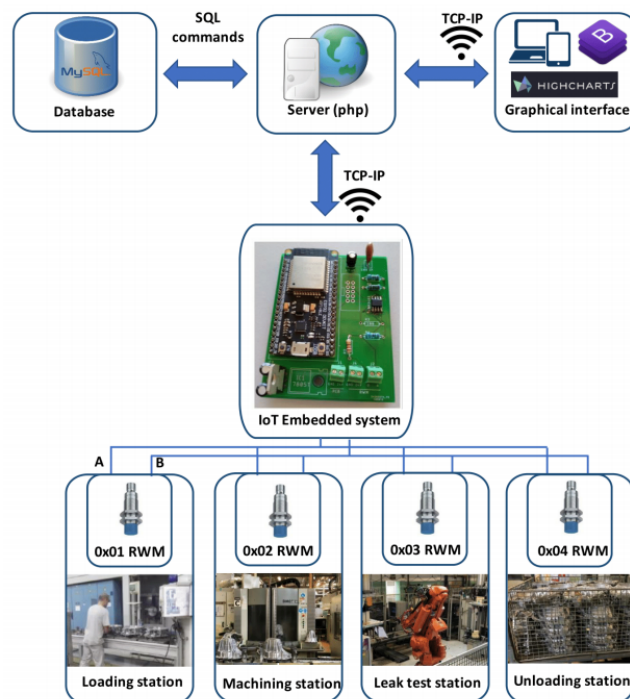 SQL
commands
TCP-IP
MySQL
B
HIGHCHARTS
Database
Server (php)
Graphical interface
TCP-IP
IoT Embedded system
A
B
0x01 RWM
0x02 RWM
0x03 RWM
0x04 RWM
Loading station
Machining station
Leak test station
Unloading station